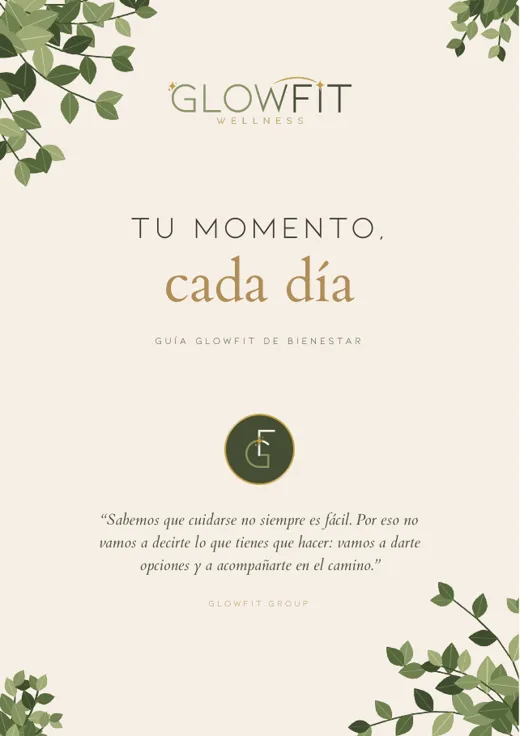 GLOWFIT
WELLNESS
TU MOMENTO,
cada día
GUÍA GLOWFIT DE BIENESTAR
GF
“Sabemos que cuidarse no siempre es fácil. Por eso no
vamos a decirte lo que tienes que hacer: vamos a darte
opciones y a acompañarte en el camino.”
GLOWFIT GROUP